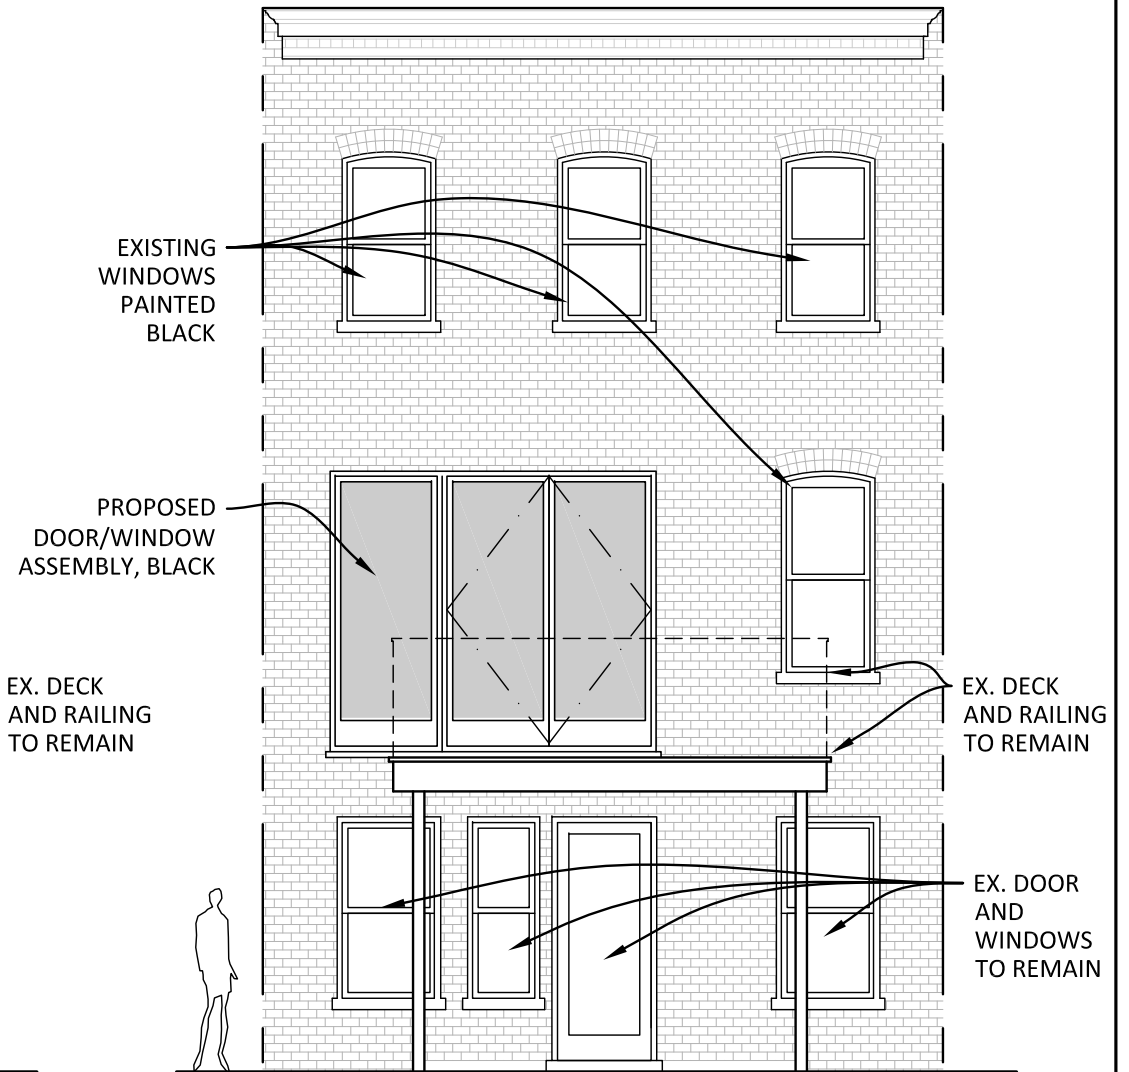 EXISTING
WINDOWS
PAINTED
BLACK
PROPOSED
DOOR/WINDOW
ASSEMBLY, BLACK
EX. DECK
AND RAILING
TO REMAIN
EX. DECK
AND RAILING
TO REMAIN
EX. DOOR
AND
WINDOWS
TO REMAIN